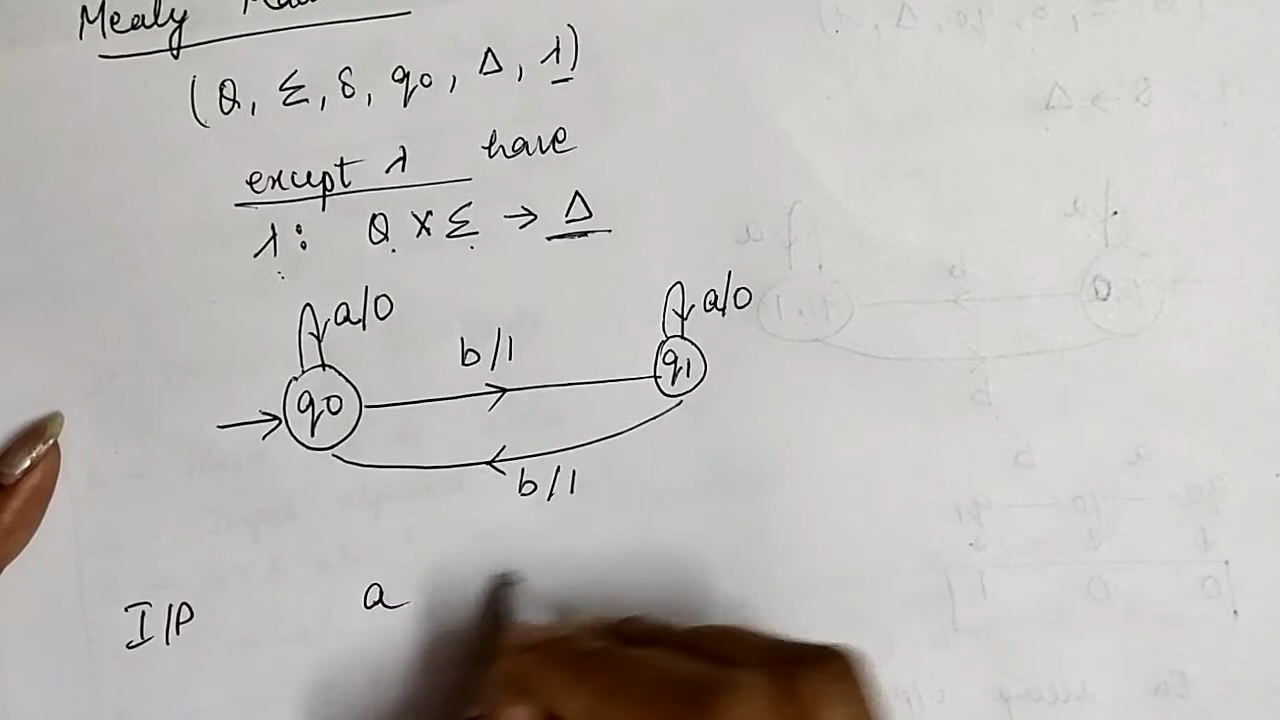 Mealy
(Q, Σ, δ, q0, Δ, λ)
except λ have
λ: Q X Σ → Δ
a/0
a/0
b/1
q0
q1
b/1
I/P a